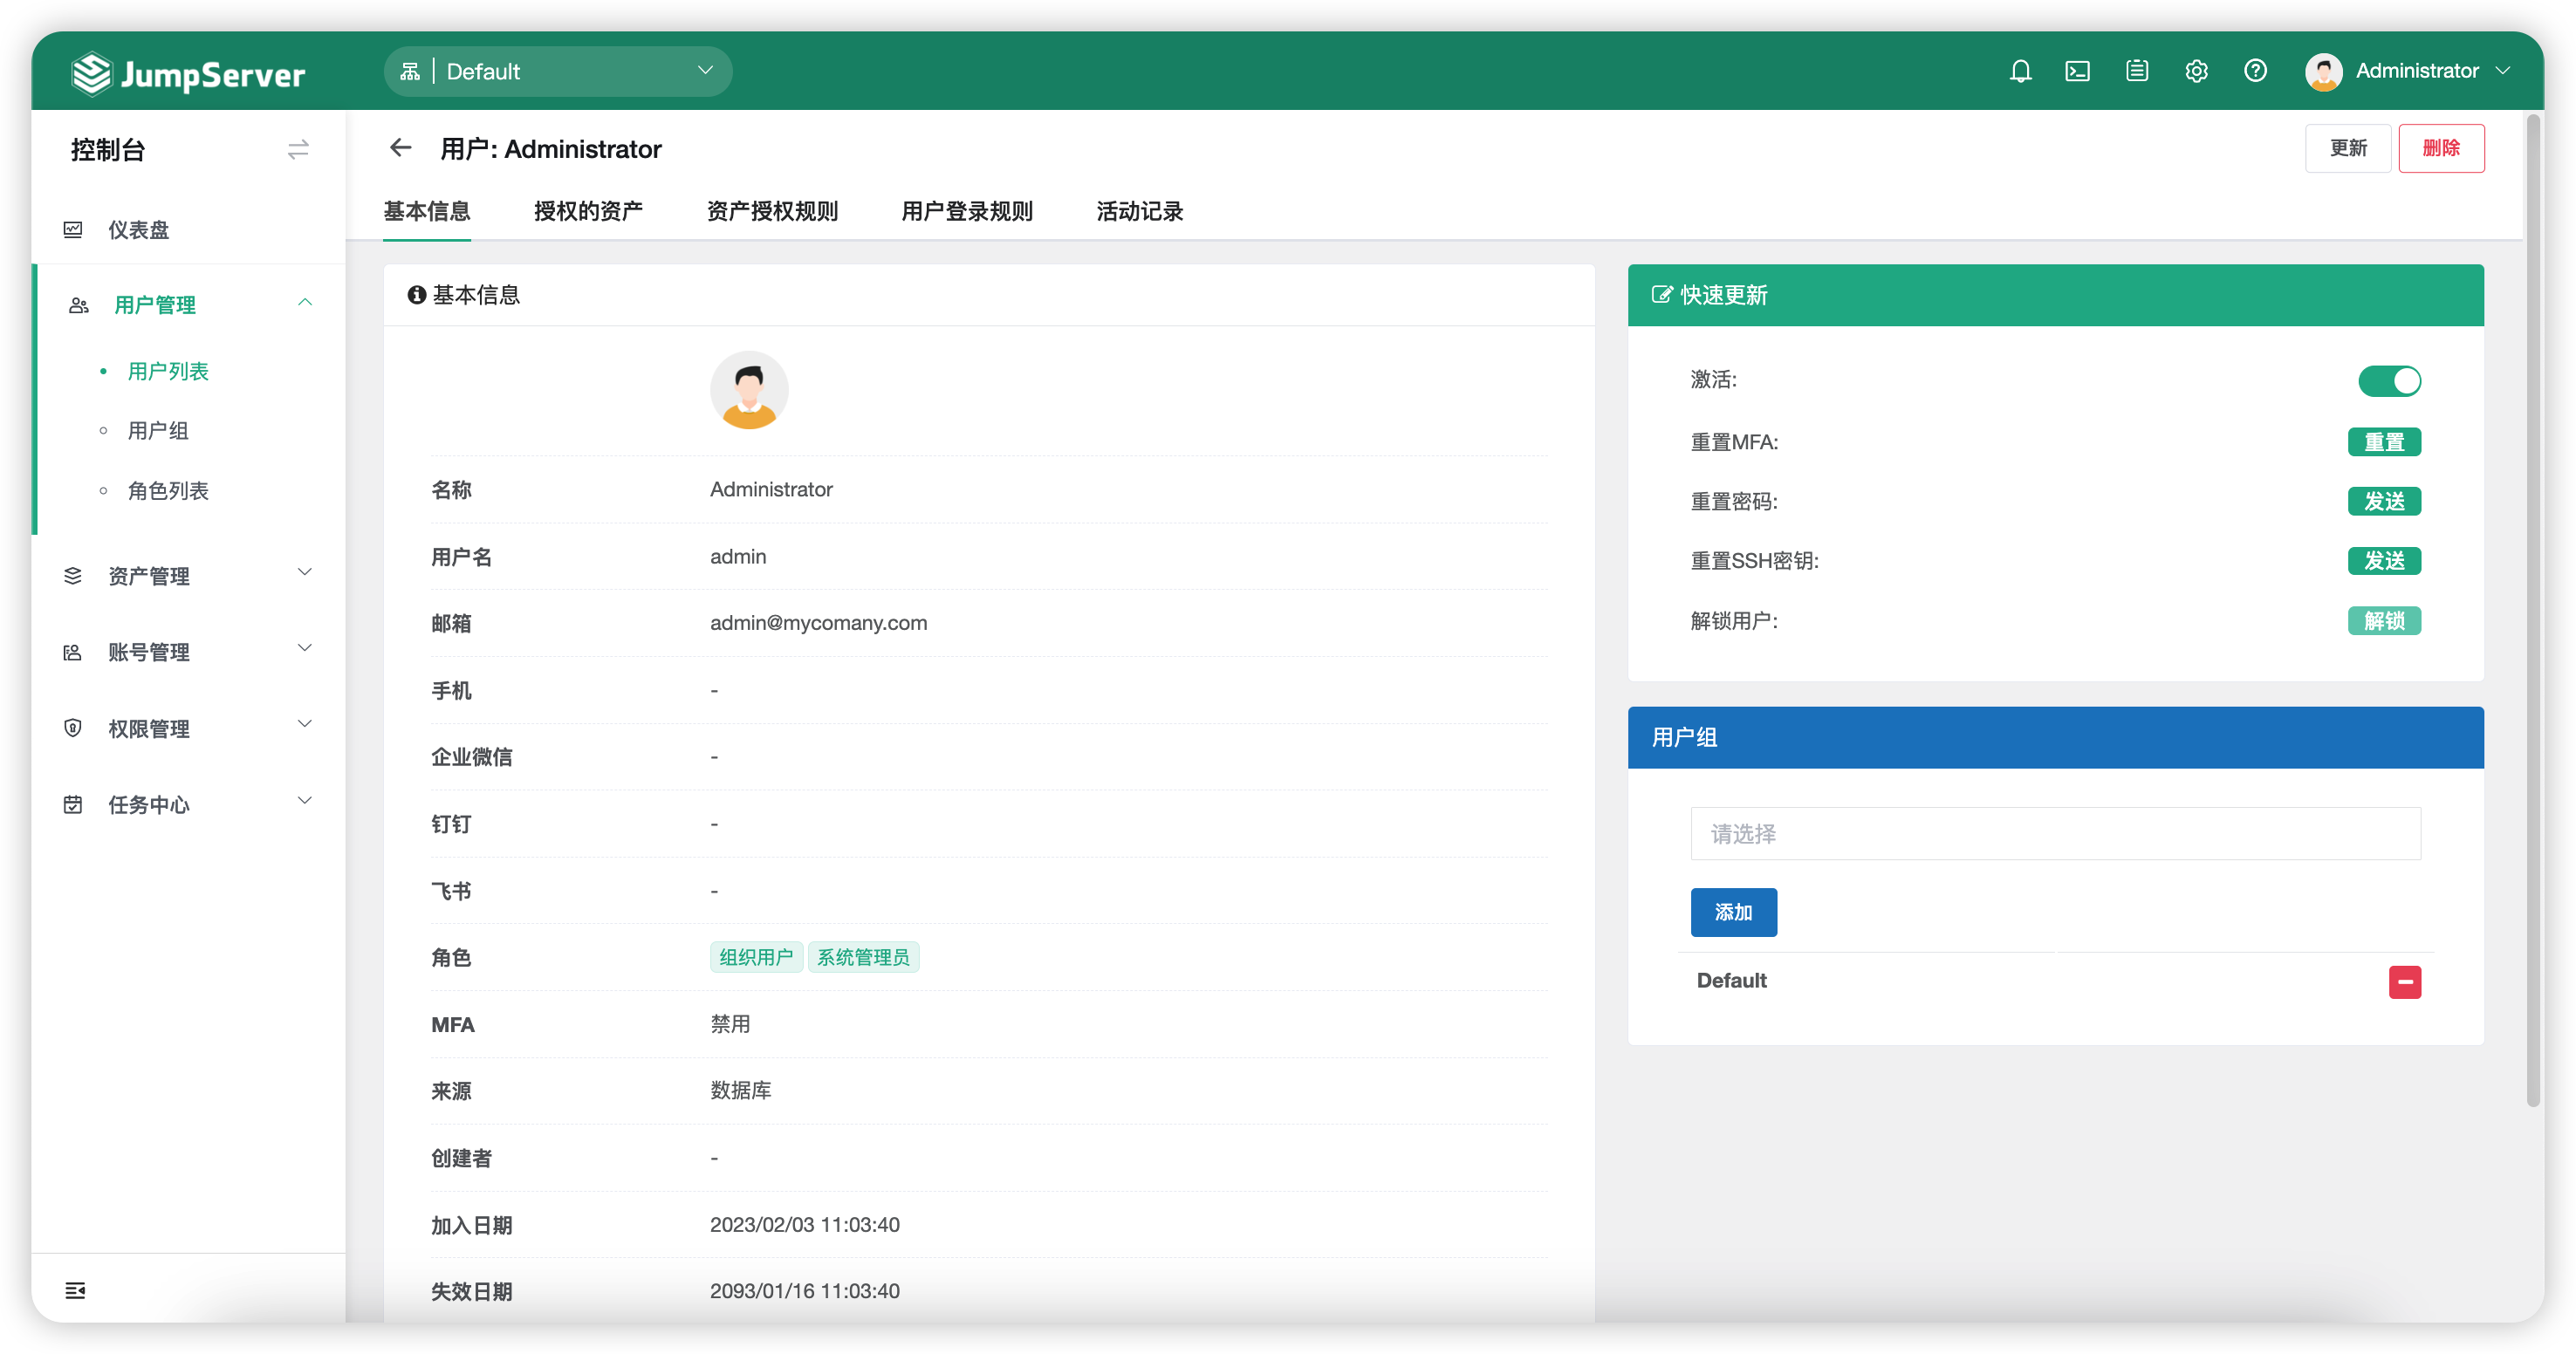 JumpServer
Default
Administrator
控制台
仪表盘
用户管理
用户列表
用户组
角色列表
资产管理
账号管理
权限管理
任务中心
用户: Administrator
更新
删除
基本信息
授权的资产
资产授权规则
用户登录规则
活动记录
基本信息
名称 Administrator
用户名 admin
邮箱 admin@mycomany.com
手机 -
企业微信 -
钉钉 -
飞书 -
角色 组织用户 系统管理员
MFA 禁用
来源 数据库
创建者 -
加入日期 2023/02/03 11:03:40
失效日期 2093/01/16 11:03:40
快速更新
激活:
重置MFA: 重置
重置密码: 发送
重置SSH密钥: 发送
解锁用户: 解锁
用户组
请选择
添加
Default